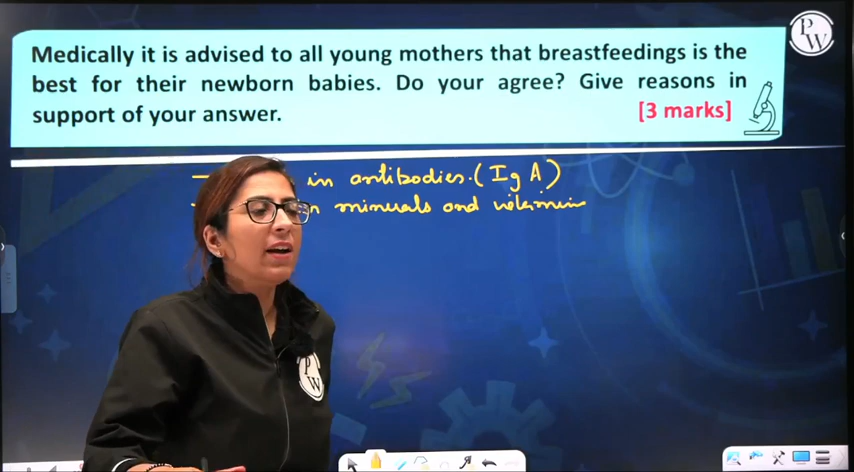 Medically it is advised to all young mothers that breastfeedings is the
best for their newborn babies. Do your agree? Give reasons in
support of your answer. [3 marks]
P
W
in antibodies. (IgA)
minerals and vitamin
P
W